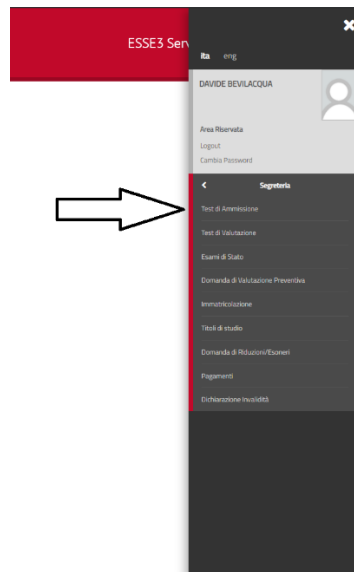 ESSE3 Serv
ita eng
DAVIDE BEVILACQUA
Area Riservata
Logout
Cambia Password
Segreteria
Test di Ammissione
Test di Valutazione
Esami di Stato
Domanda di Valutazione Preventiva
Immatricolazione
Titoli di studio
Domanda di Riduzioni/Esoneri
Pagamenti
Dichiarazione Invalidità